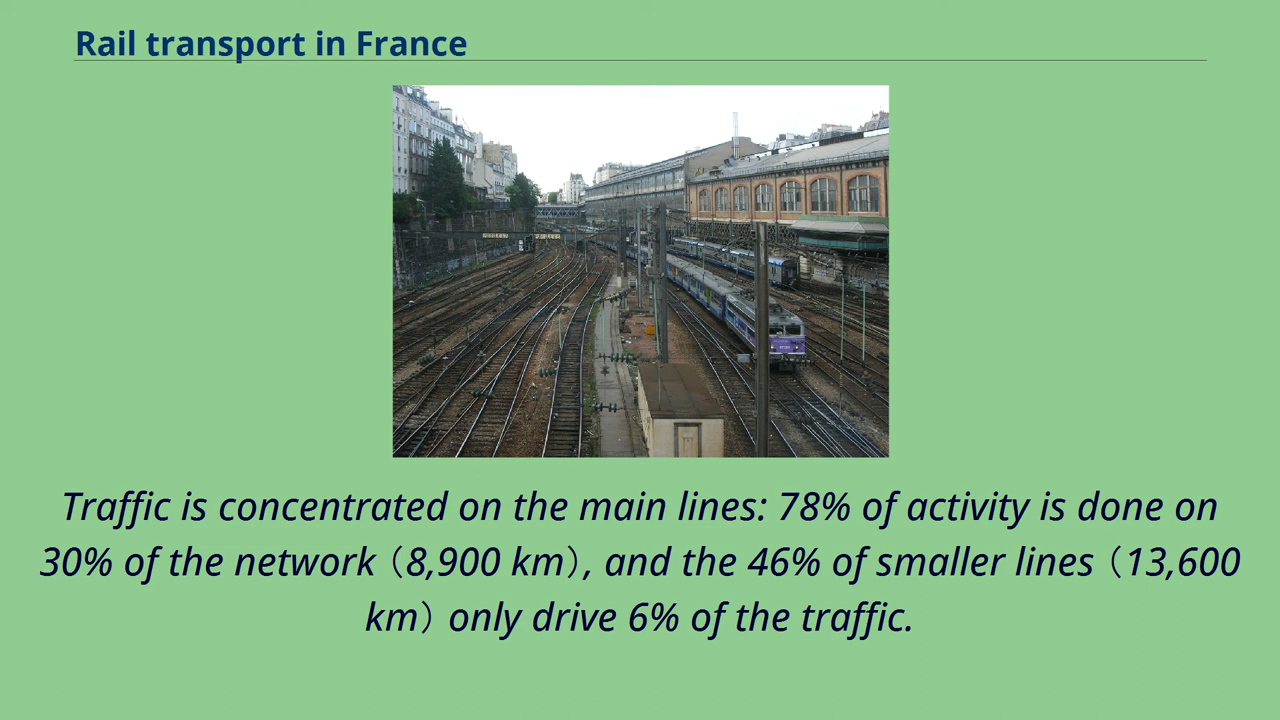 Rail transport in France
Traffic is concentrated on the main lines: 78% of activity is done on
30% of the network（8,900 km）, and the 46% of smaller lines（13,600
km）only drive 6% of the traffic.